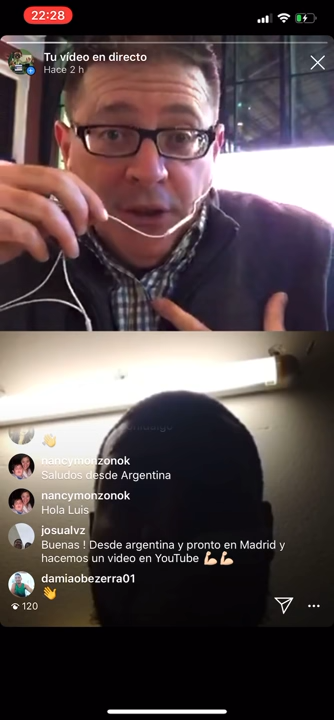 22:28
Tu vídeo en directo
Hace 2 h
👋
nancymonzonok
Saludos desde Argentina
nancymonzonok
Hola Luis
josualvz
Buenas ! Desde argentina y pronto en Madrid y
hacemos un video en YouTube 💪🏻💪🏻
damiaobezerra01
👋
120